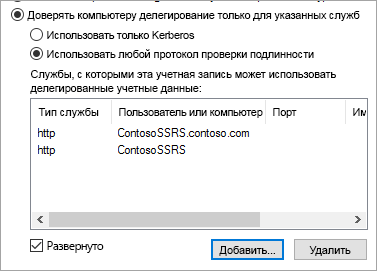 Доверять компьютеру делегирование только для указанных служб
Использовать только Kerberos
Использовать любой протокол проверки подлинности
Службы, с которыми эта учетная запись может использовать
делегированные учетные данные:
Тип службы Пользователь или компьютер Порт Им
http ContosoSSRS.contoso.com
http ContosoSSRS
Развернуто Добавить... Удалить